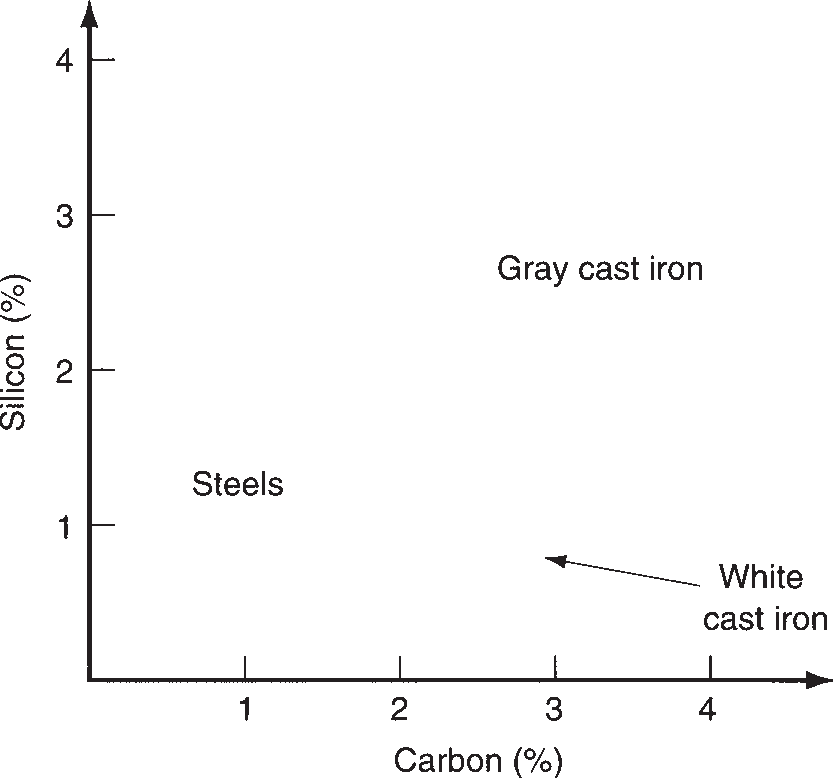 4
3
Gray cast iron
Silicon (%)
2
Steels
1
White
cast iron
1
2
3
4
Carbon (%)